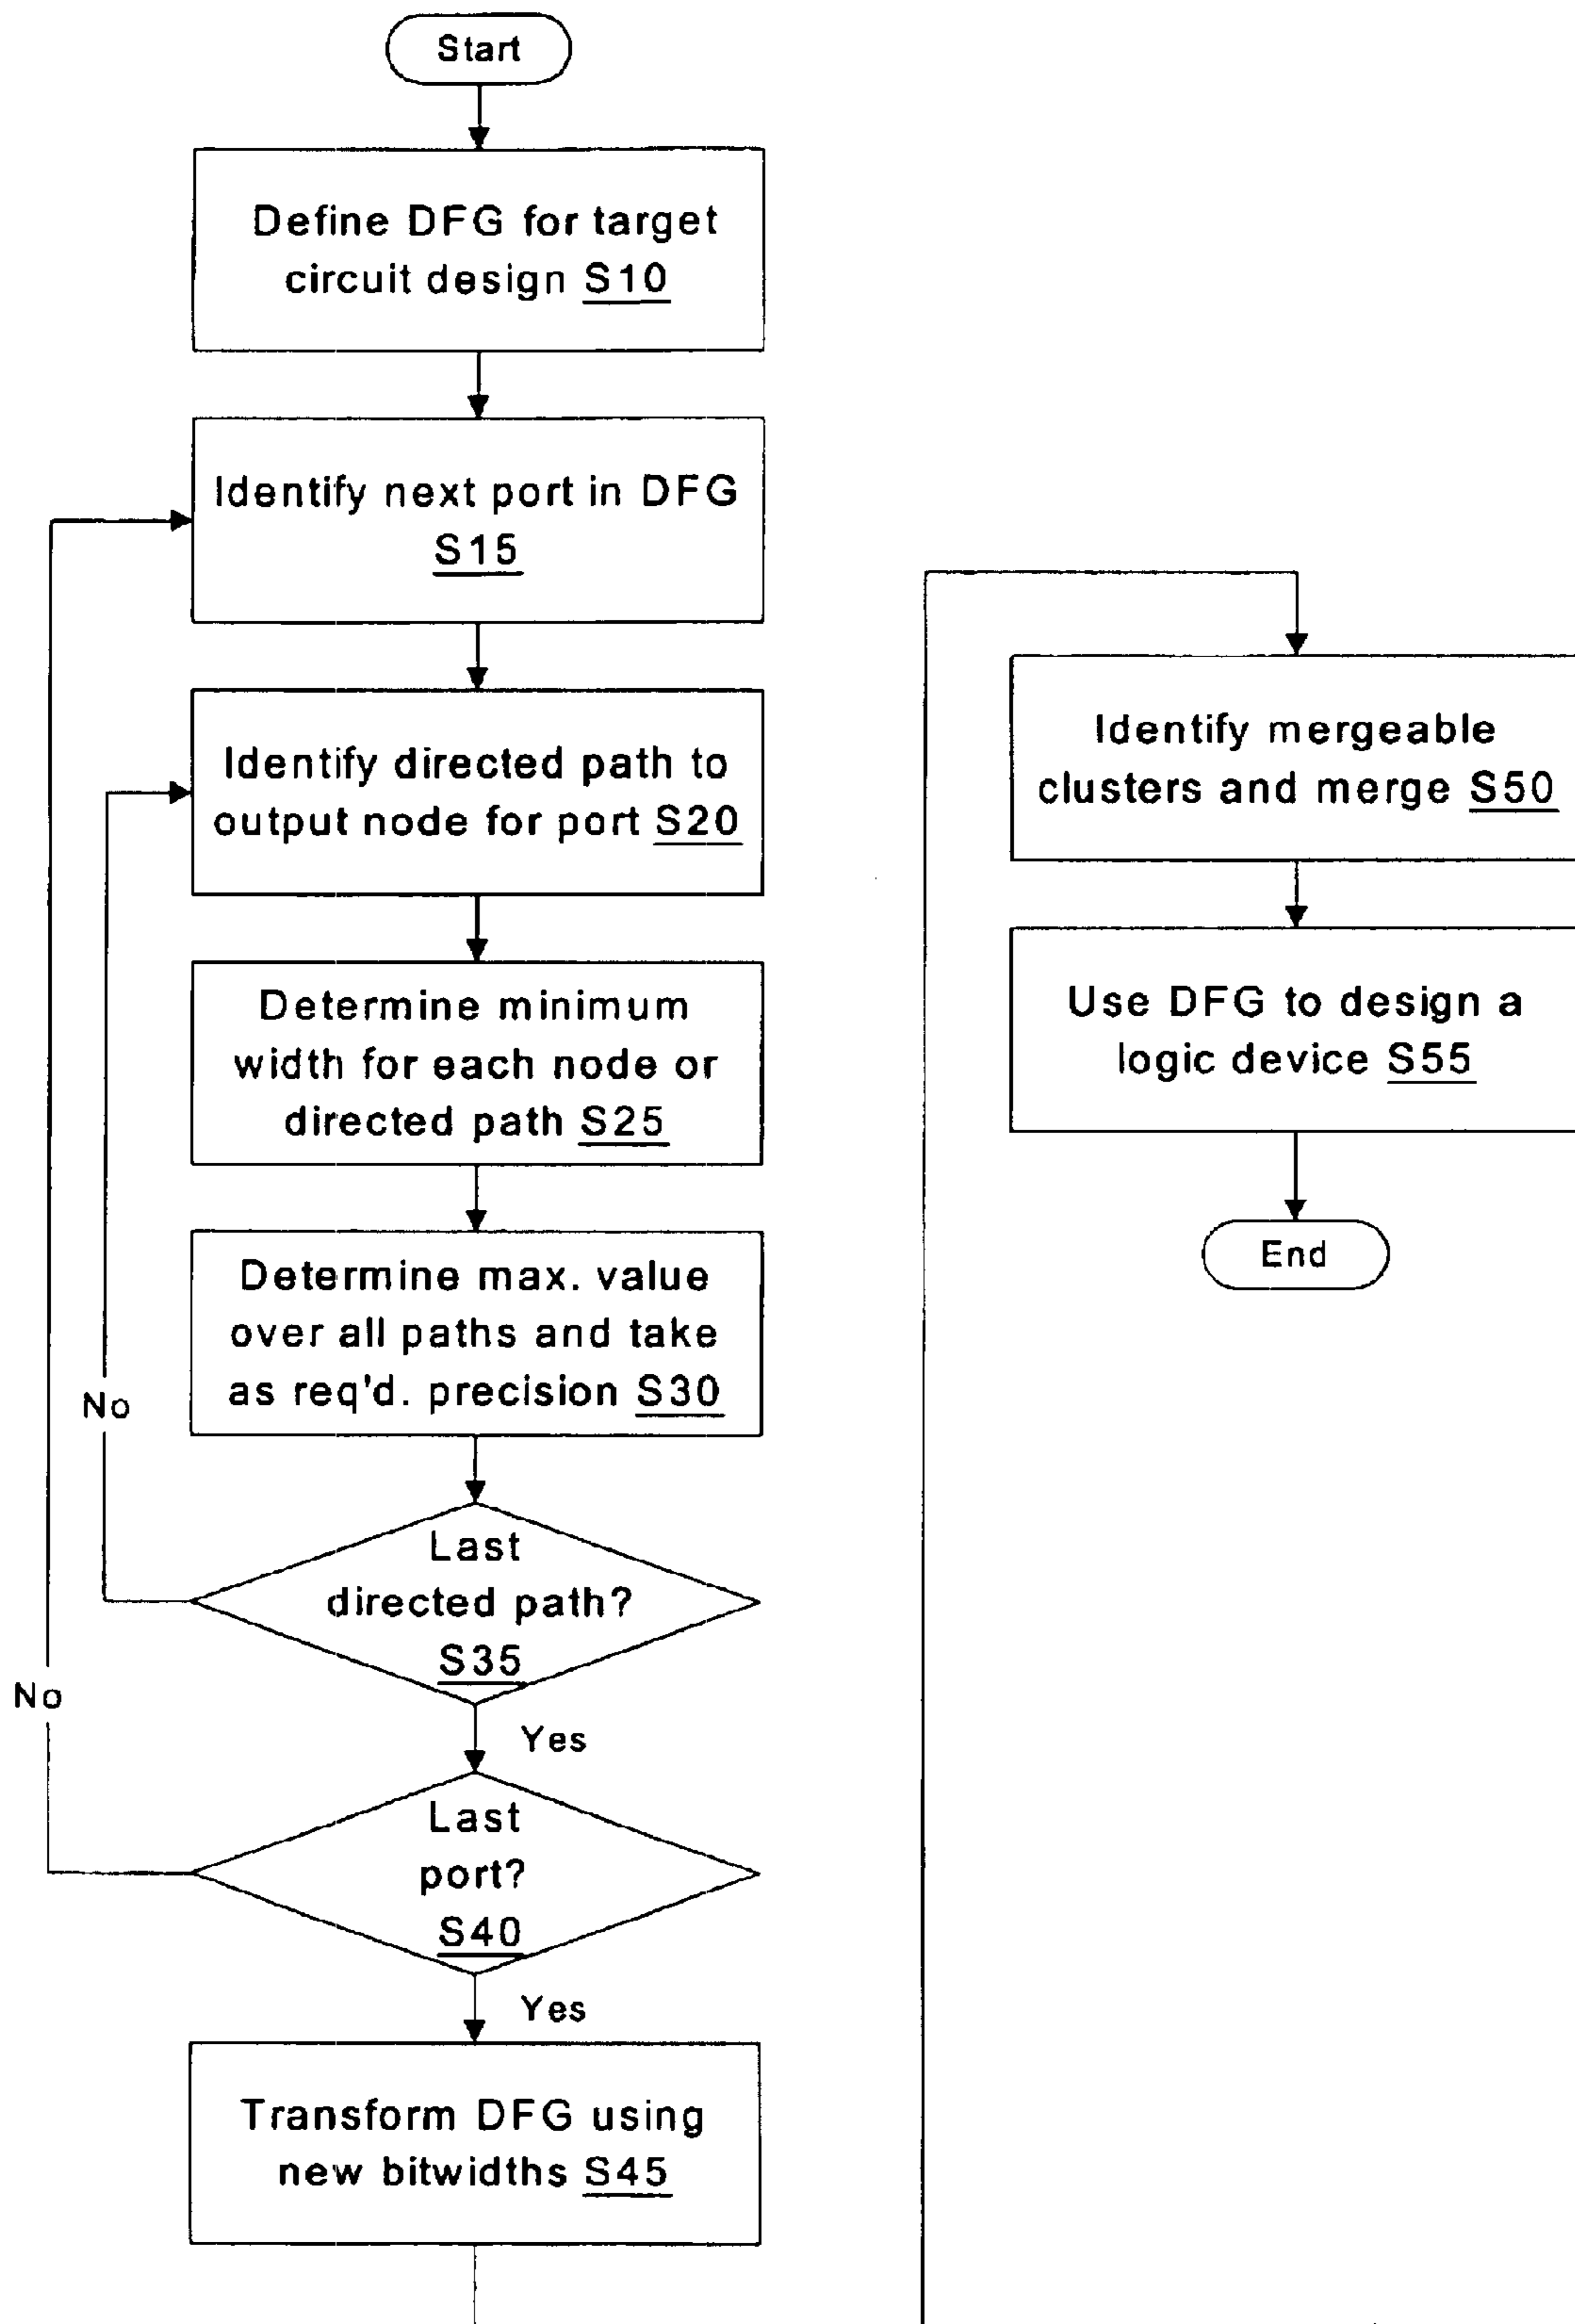 Start
Define DFG for target
circuit design S10
Identify next port in DFG
S15
Identify directed path to
output node for port S20
Determine minimum
width for each node or
directed path S25
Determine max. value
over all paths and take
as req'd. precision S30
No
Last
directed path?
S35
No
Yes
Last
port?
S40
Yes
Transform DFG using
new bitwidths S45
Identify mergeable
clusters and merge S50
Use DFG to design a
logic device S55
End